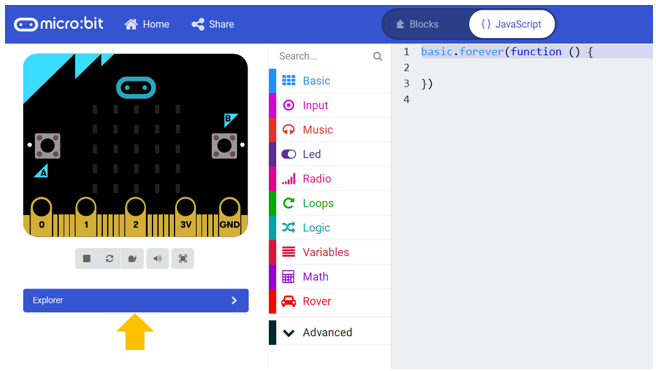 micro:bit Home Share Blocks {} JavaScript
B
A
0 1 2 3V GND
Explorer
Search...
Basic
Input
Music
Led
Radio
Loops
Logic
Variables
Math
Rover
Advanced
1 basic.forever(function () {
2
3 })
4